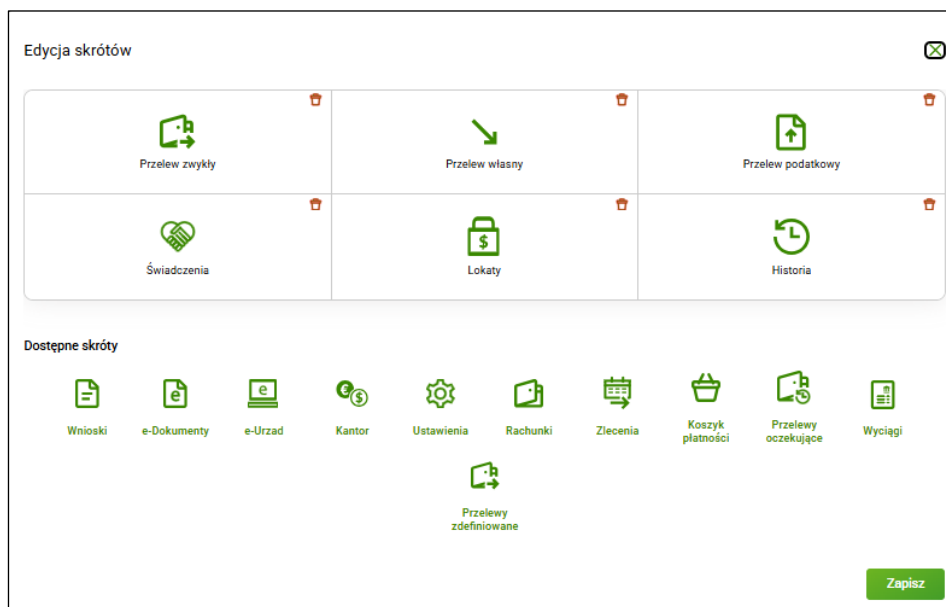 Edycja skrótów
Przelew zwykły
Przelew własny
Przelew podatkowy
Świadczenia
Lokaty
Historia
Dostępne skróty
Wnioski
e-Dokumenty
e-Urzad
Kantor
Ustawienia
Rachunki
Zlecenia
Koszyk
płatności
Przelewy
oczekujące
Wyciągi
Przelewy
zdefiniowane
Zapisz